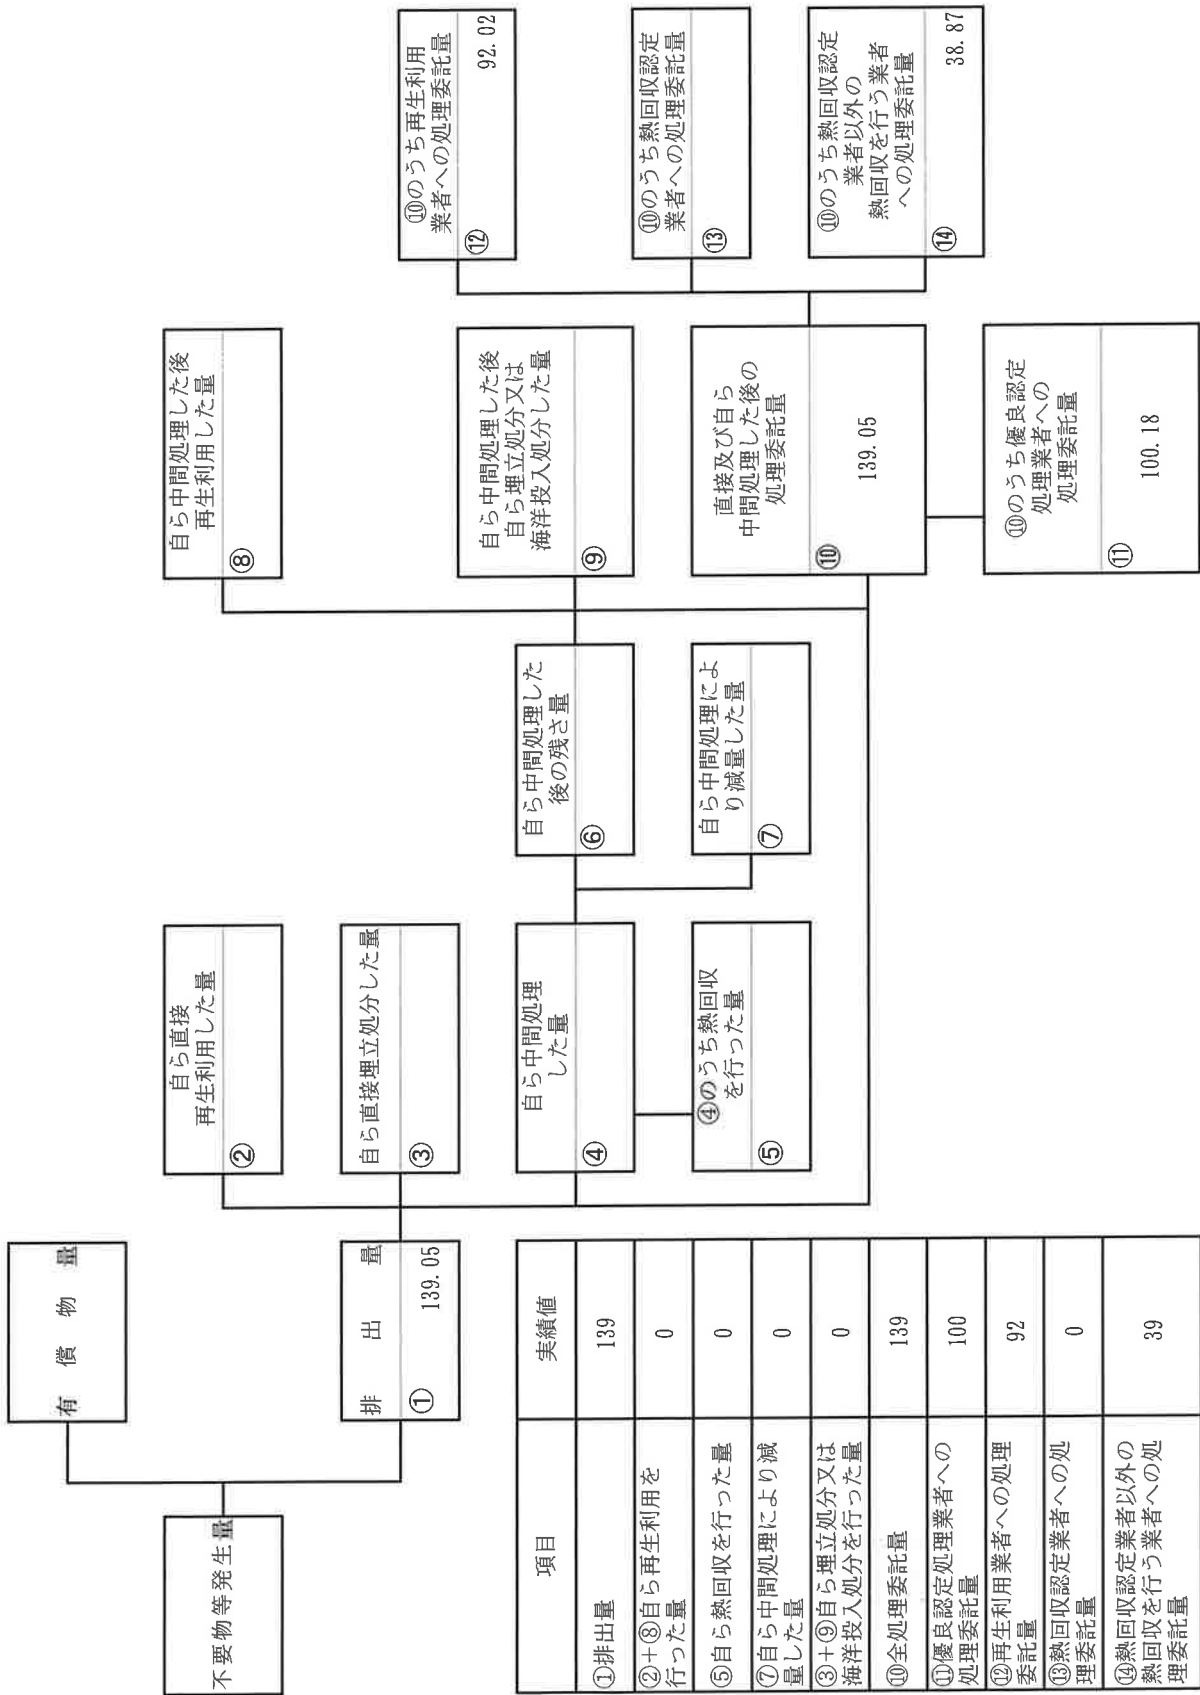 有償物量
不要物等発生量
排出量
① 139.05
自ら直接
再生利用した量
②
自ら直接埋立処分した量
③
自ら中間処理
した量
④
④のうち熱回収
を行った量
⑤
自ら中間処理した
後の残さ量
⑥
自ら中間処理によ
り減量した量
⑦
自ら中間処理した後
再生利用した量
⑧
自ら中間処理した後
自ら埋立処分又は
海洋投入処分した量
⑨
直接及び自ら
中間処理した後の
処理委託量
⑩ 139.05
⑩のうち優良認定
処理業者への
処理委託量
⑪ 100.18
⑩のうち再生利用
業者への処理委託量
⑫ 92.02
⑩のうち熱回収認定
業者への処理委託量
⑬
⑩のうち熱回収認定
業者以外の
熱回収を行う業者
への処理委託量
⑭ 38.87
項目 実績値
①排出量 139
②+⑧自ら再生利用を
行った量 0
⑤自ら熱回収を行った量 0
⑦自ら中間処理により減
量した量 0
③+⑨自ら埋立処分又は
海洋投入処分を行った量 0
⑩全処理委託量 139
⑪優良認定処理業者への
処理委託量 100
⑫再生利用業者への処理
委託量 92
⑬熱回収認定業者への処
理委託量 0
⑭熱回収認定業者以外の
熱回収を行う業者への処
理委託量 39